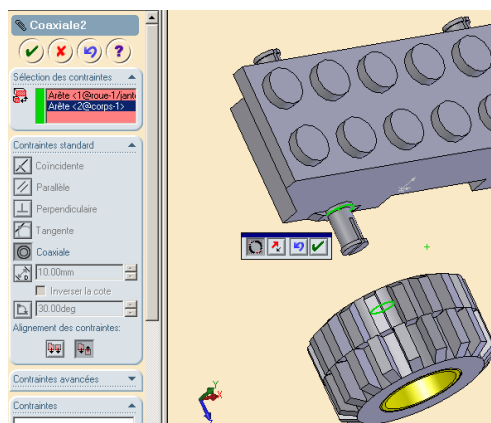 Coaxiale2
Sélection des contraintes
Arête <1@roue-1/jant
Arête <2@corps-1>
Contraintes standard
Coïncidente
Parallèle
Perpendiculaire
Tangente
Coaxiale
10.00mm
Inverser la cote
30.00deg
Alignement des contraintes:
Contraintes avancées
Contraintes